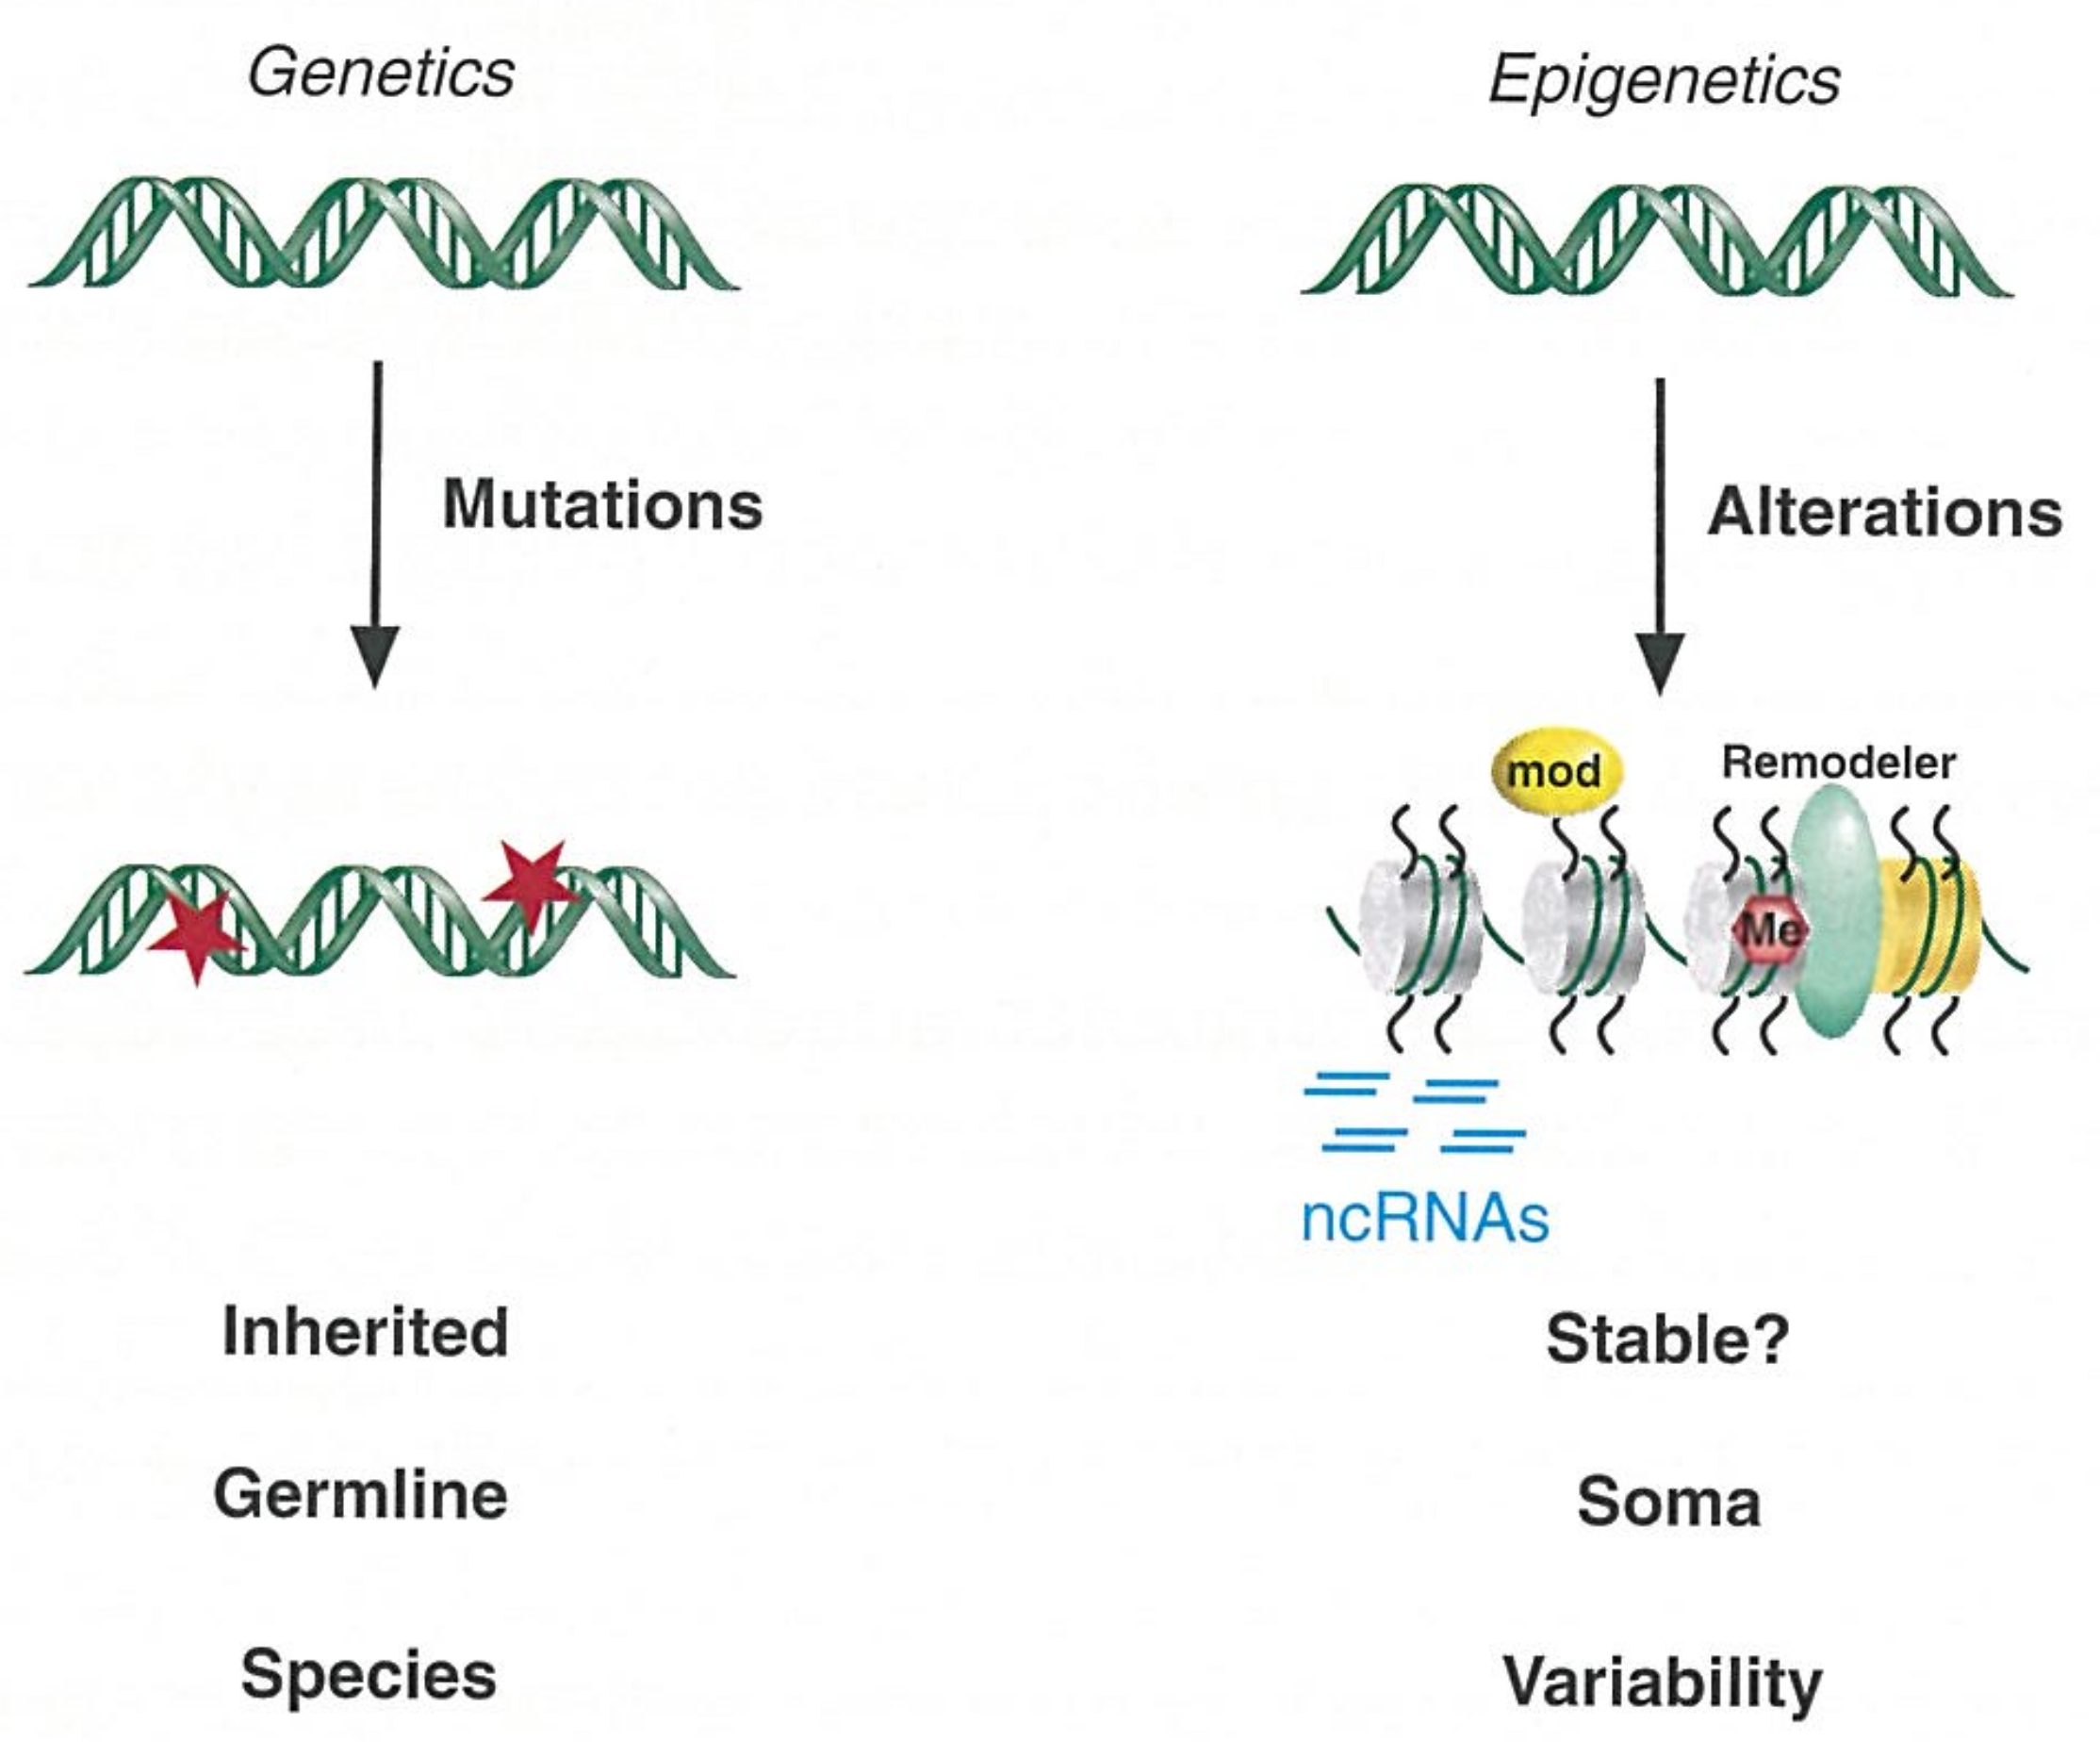 Genetics
Epigenetics
Mutations
Alterations
mod
Remodeler
Me
ncRNAs
Inherited
Stable?
Germline
Soma
Species
Variability